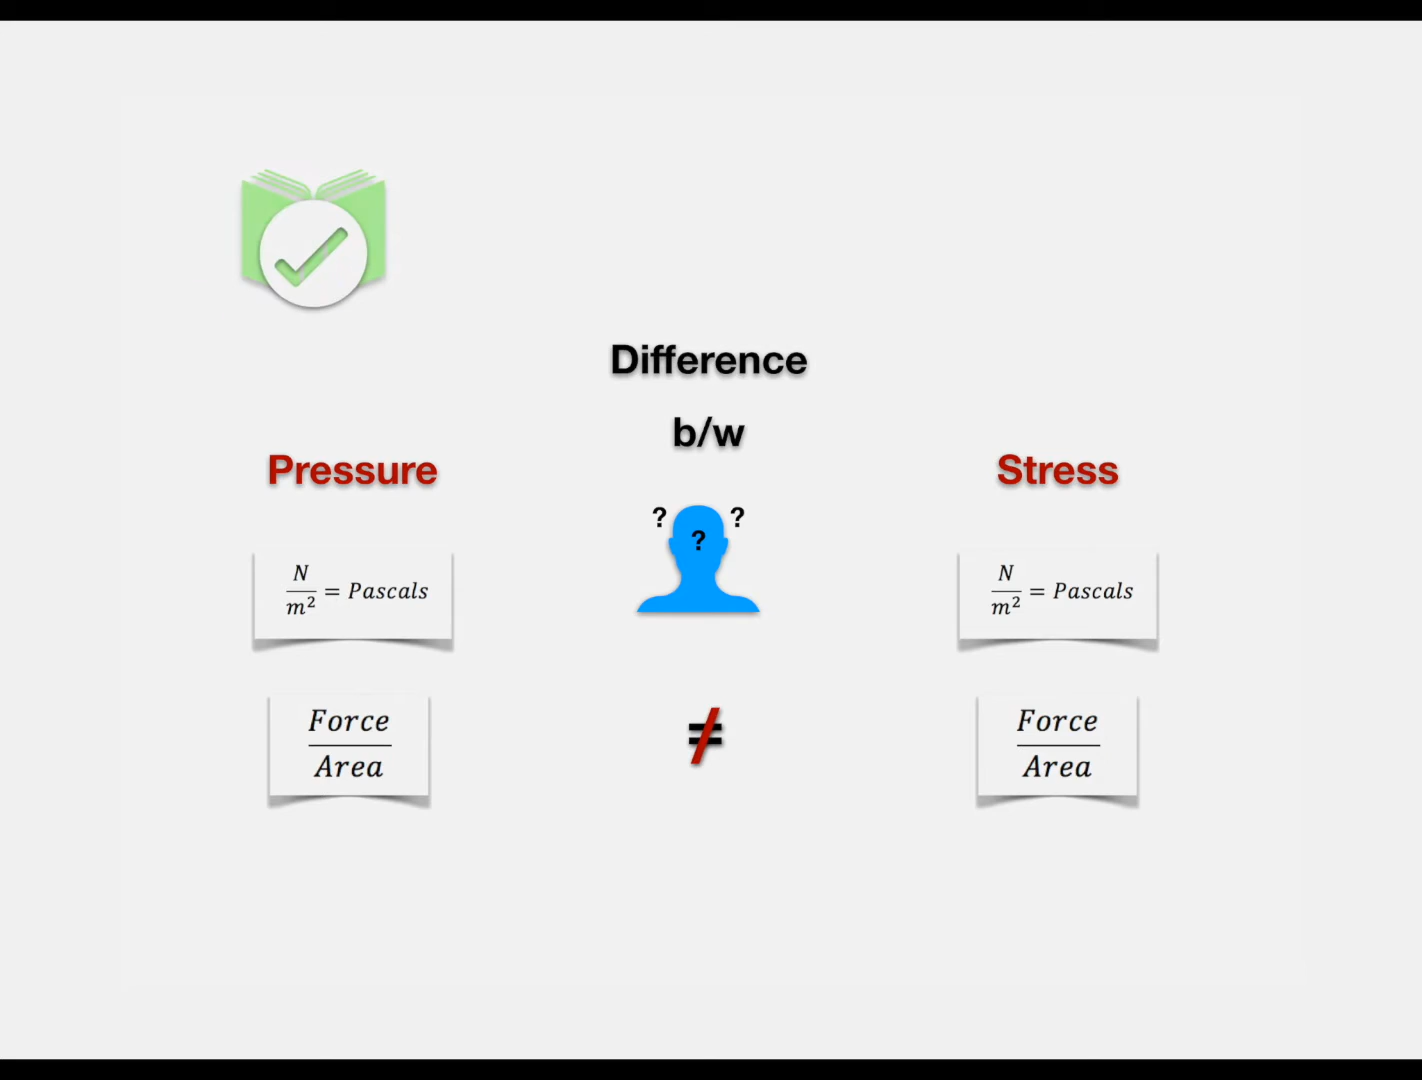 Difference
b/w
Pressure
Stress
? ? ?
N/m² = Pascals
N/m² = Pascals
Force/Area
≠
Force/Area